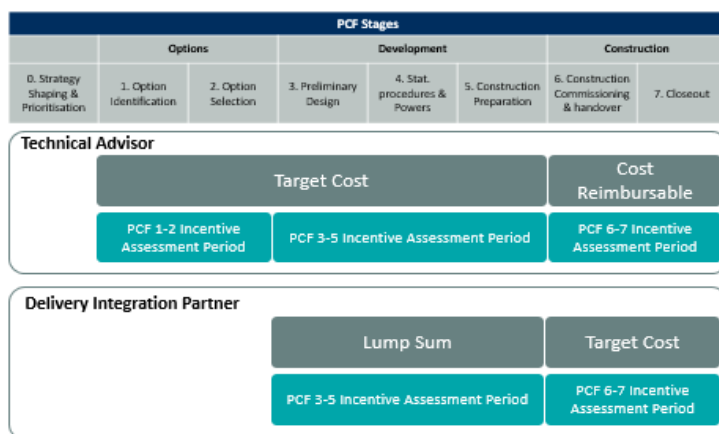 PCF Stages
Options
Development
Construction
0. Strategy
Shaping &
Prioritisation
1. Option
Identification
2. Option
Selection
3. Preliminary
Design
4. Stat.
procedures &
Powers
5. Construction
Preparation
6. Construction
Commissioning
& handover
7. Closeout
Technical Advisor
Target Cost
Cost
Reimbursable
PCF 1-2 Incentive
Assessment Period
PCF 3-5 Incentive Assessment Period
PCF 6-7 Incentive
Assessment Period
Delivery Integration Partner
Lump Sum
Target Cost
PCF 3-5 Incentive Assessment Period
PCF 6-7 Incentive
Assessment Period